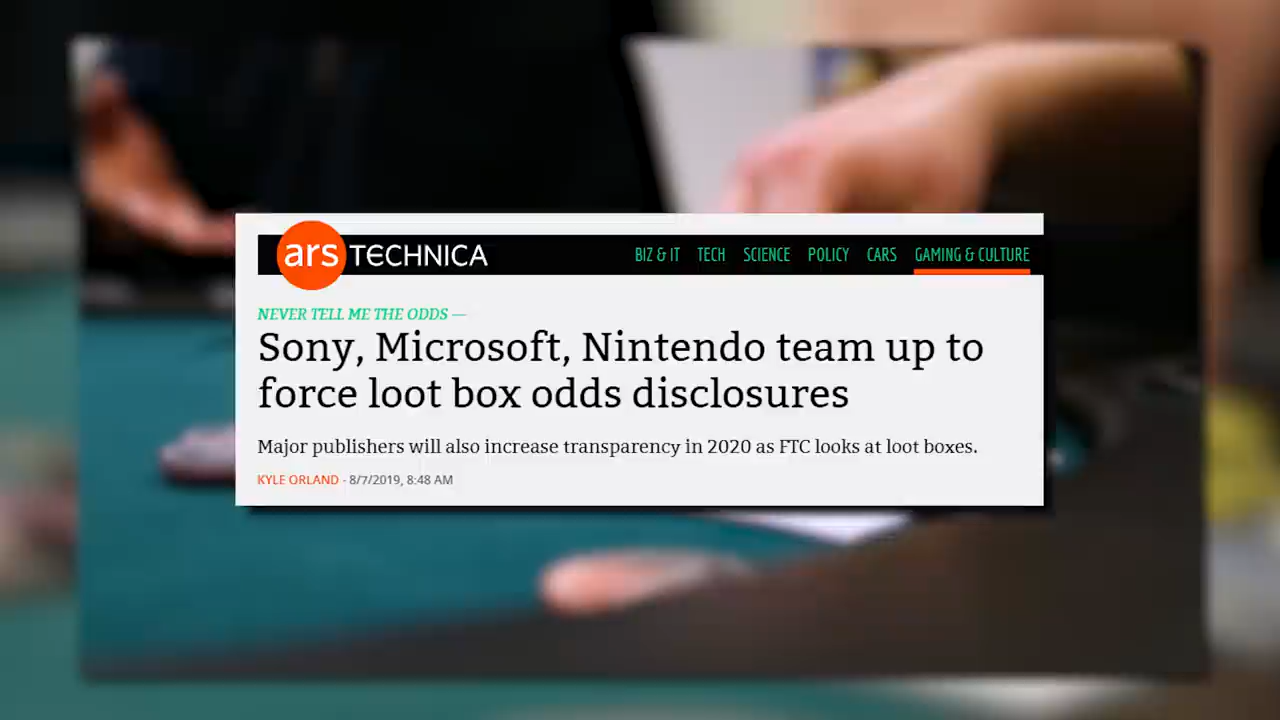 ars TECHNICA BIZ & IT TECH SCIENCE POLICY CARS GAMING & CULTURE
NEVER TELL ME THE ODDS —
Sony, Microsoft, Nintendo team up to
force loot box odds disclosures
Major publishers will also increase transparency in 2020 as FTC looks at loot boxes.
KYLE ORLAND - 8/7/2019, 8:48 AM